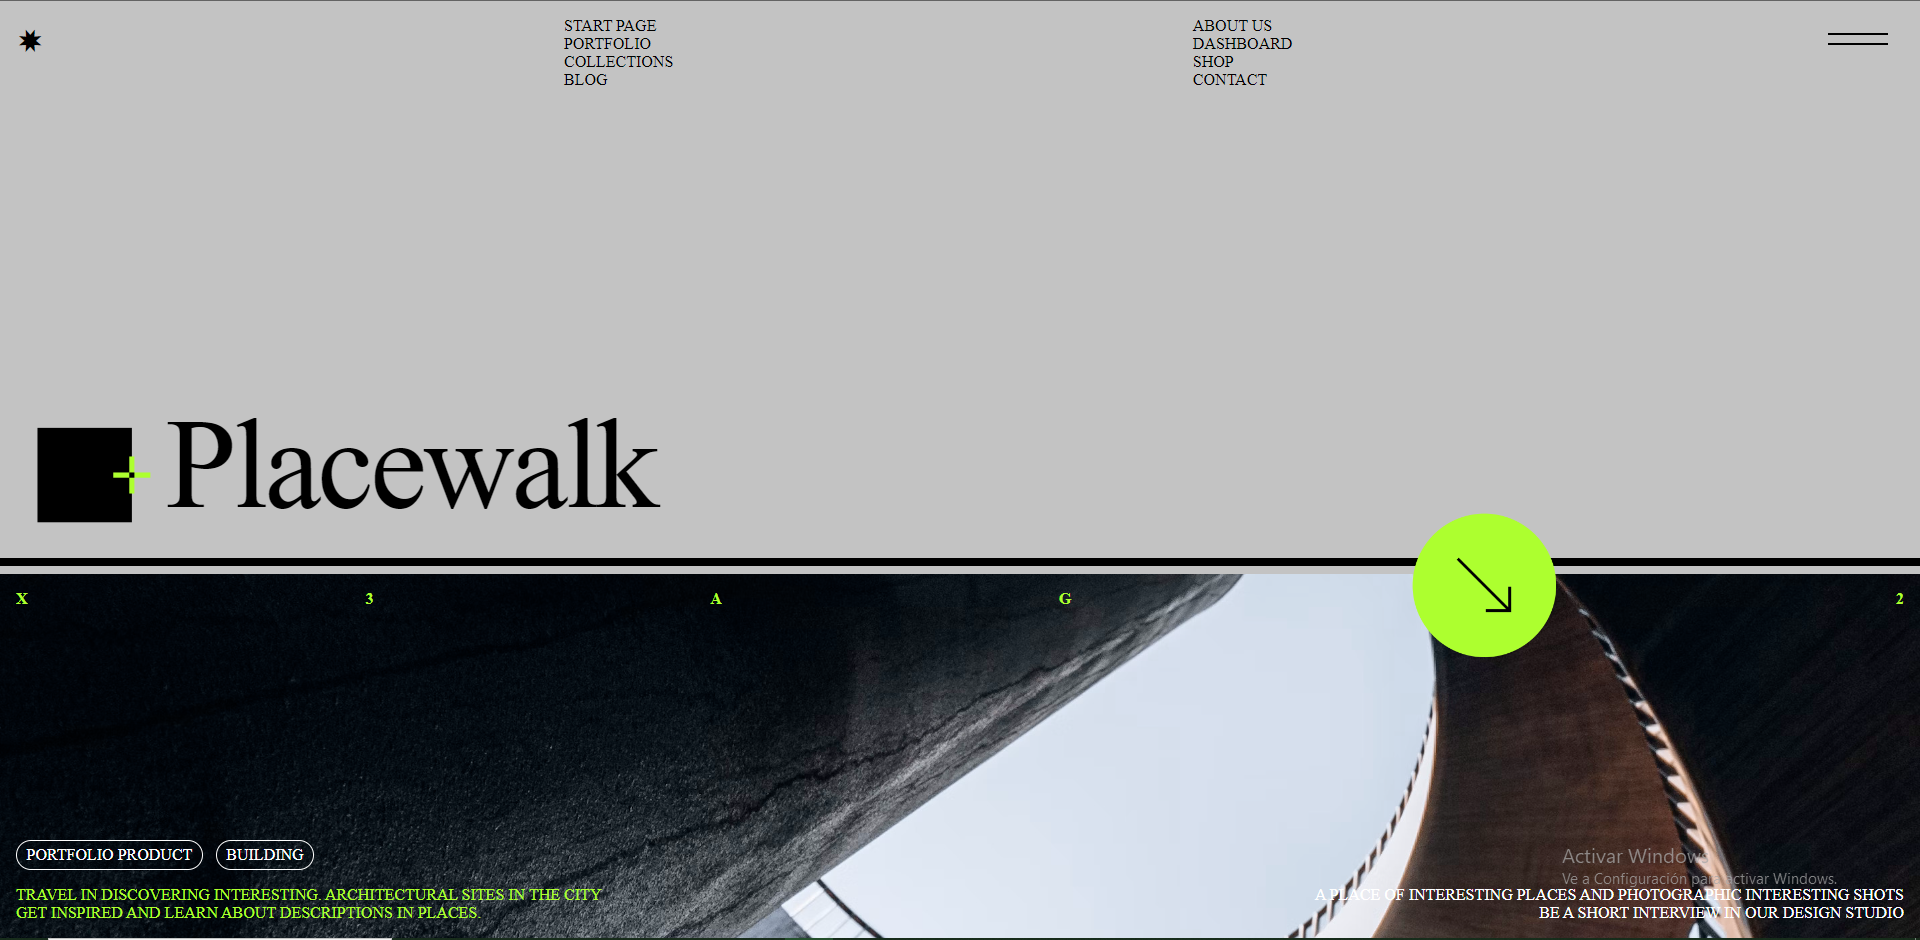 START PAGE
PORTFOLIO
COLLECTIONS
BLOG
ABOUT US
DASHBOARD
SHOP
CONTACT
Placewalk
X 3 A G 2
PORTFOLIO PRODUCT BUILDING
TRAVEL IN DISCOVERING INTERESTING. ARCHITECTURAL SITES IN THE CITY
GET INSPIRED AND LEARN ABOUT DESCRIPTIONS IN PLACES.
Activar Windows
Ve a Configuración para activar Windows.
A PLACE OF INTERESTING PLACES AND PHOTOGRAPHIC INTERESTING SHOTS
BE A SHORT INTERVIEW IN OUR DESIGN STUDIO